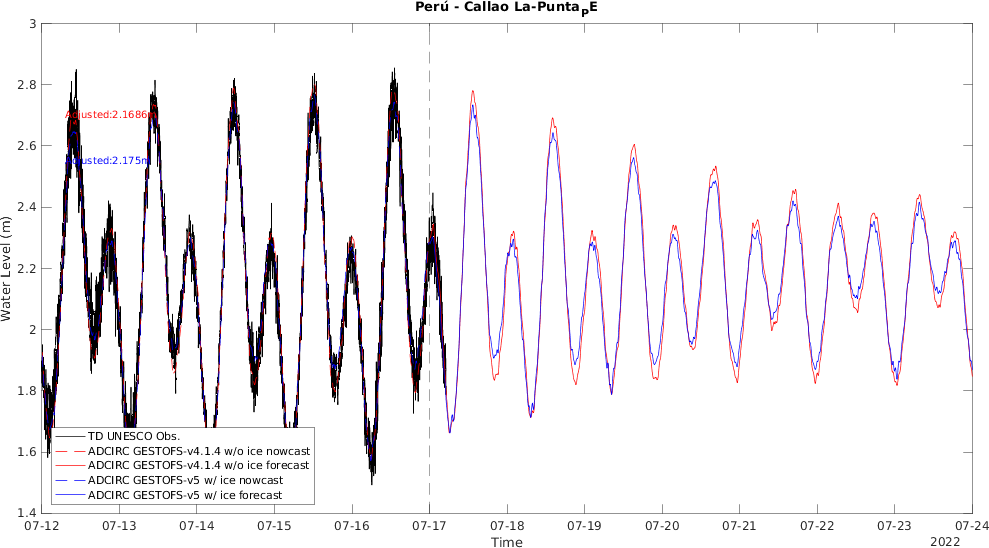 Perú - Callao La-PuntaPE
3
2.8
2.6
2.4
2.2
2
1.8
1.6
1.4
Water Level (m)
Adjusted:2.1686m
Adjusted:2.175m
TD UNESCO Obs.
ADCIRC GESTOFS-v4.1.4 w/o ice nowcast
ADCIRC GESTOFS-v4.1.4 w/o ice forecast
ADCIRC GESTOFS-v5 w/ ice nowcast
ADCIRC GESTOFS-v5 w/ ice forecast
07-12 07-13 07-14 07-15 07-16 07-17 07-18 07-19 07-20 07-21 07-22 07-23 07-24
Time
2022